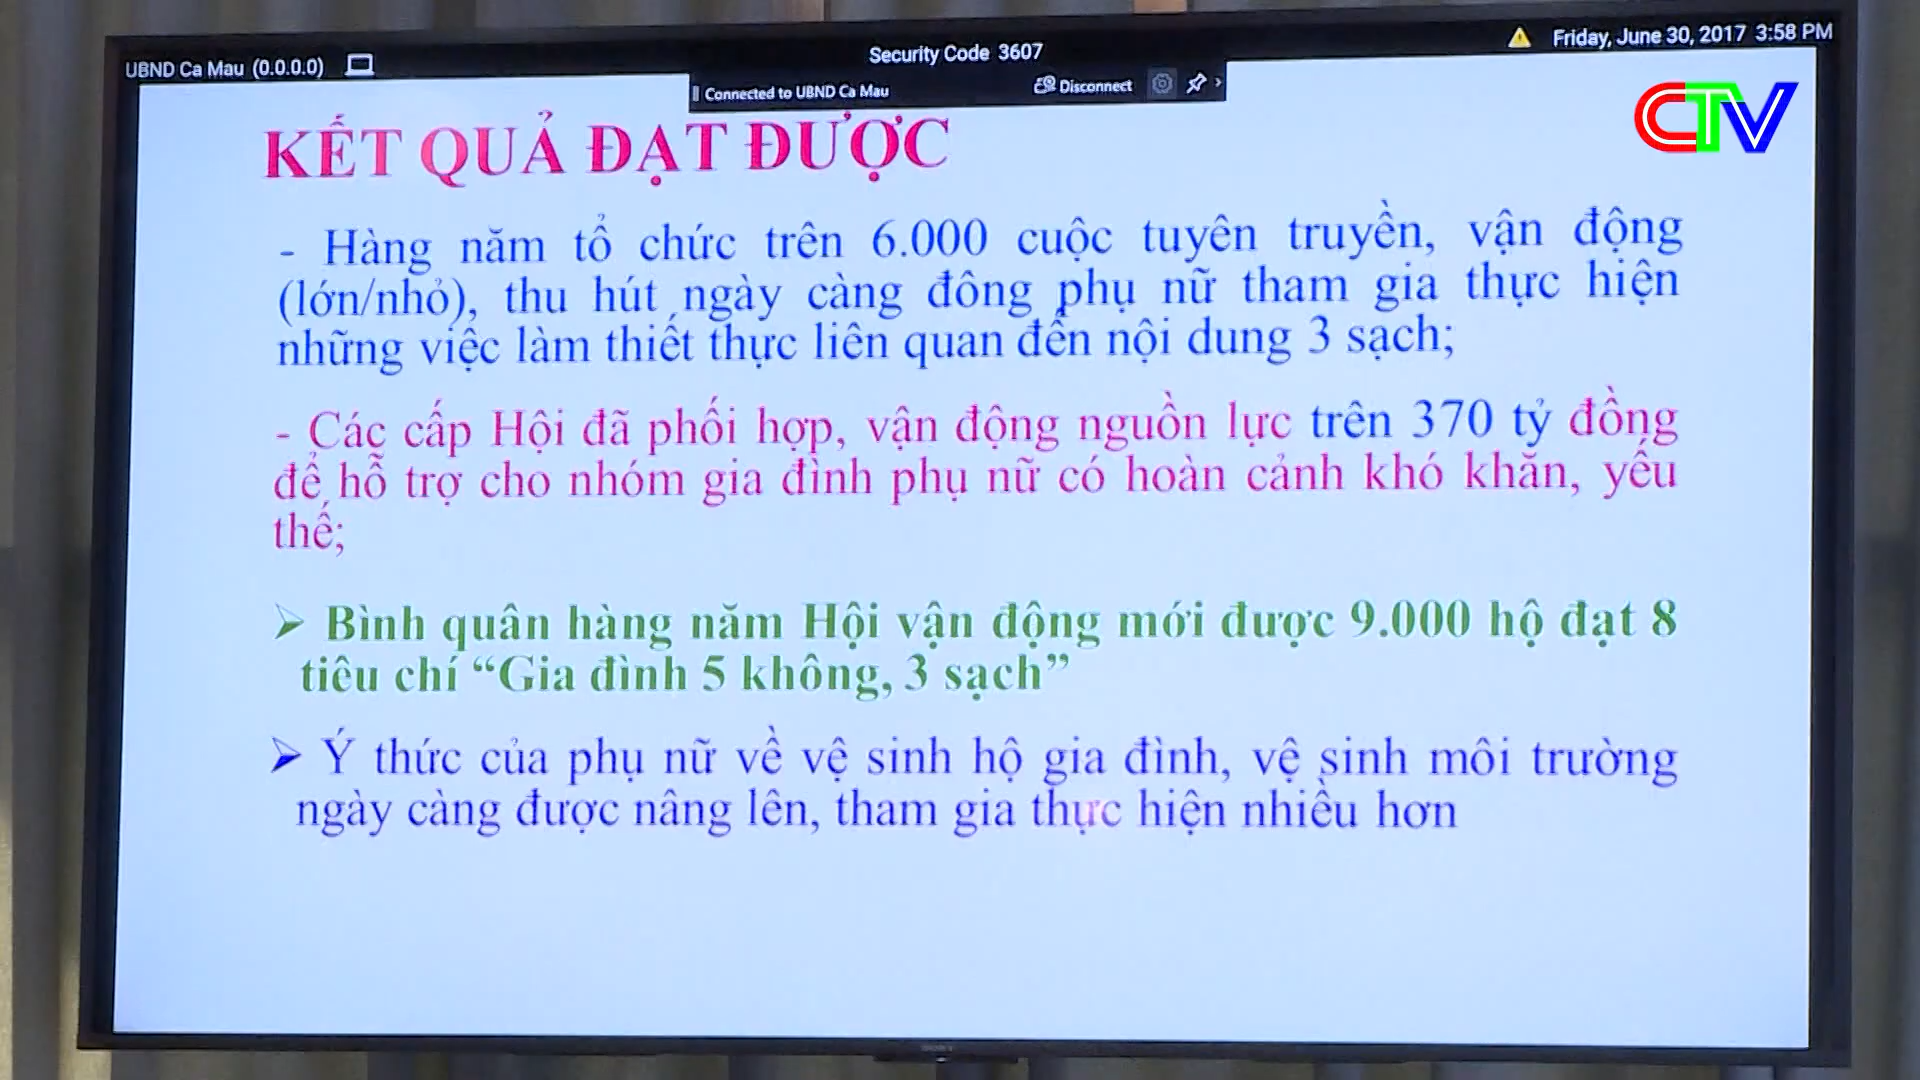 UBND Ca Mau (0.0.0.0)
Security Code 3607
Friday, June 30, 2017 3:58 PM
Connected to UBND Ca Mau
Disconnect
CTV
KẾT QUẢ ĐẠT ĐƯỢC
- Hàng năm tổ chức trên 6.000 cuộc tuyên truyền, vận động
(lớn/nhỏ), thu hút ngày càng đông phụ nữ tham gia thực hiện
những việc làm thiết thực liên quan đến nội dung 3 sạch;
- Các cấp Hội đã phối hợp, vận động nguồn lực trên 370 tỷ đồng
để hỗ trợ cho nhóm gia đình phụ nữ có hoàn cảnh khó khăn, yếu
thế;
➢ Bình quân hàng năm Hội vận động mới được 9.000 hộ đạt 8
tiêu chí “Gia đình 5 không, 3 sạch”
➢ Ý thức của phụ nữ về vệ sinh hộ gia đình, vệ sinh môi trường
ngày càng được nâng lên, tham gia thực hiện nhiều hơn